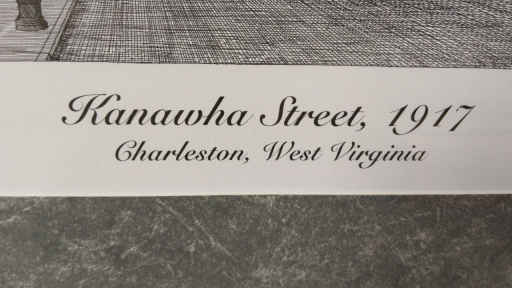 Kanawha Street, 1917
Charleston, West Virginia